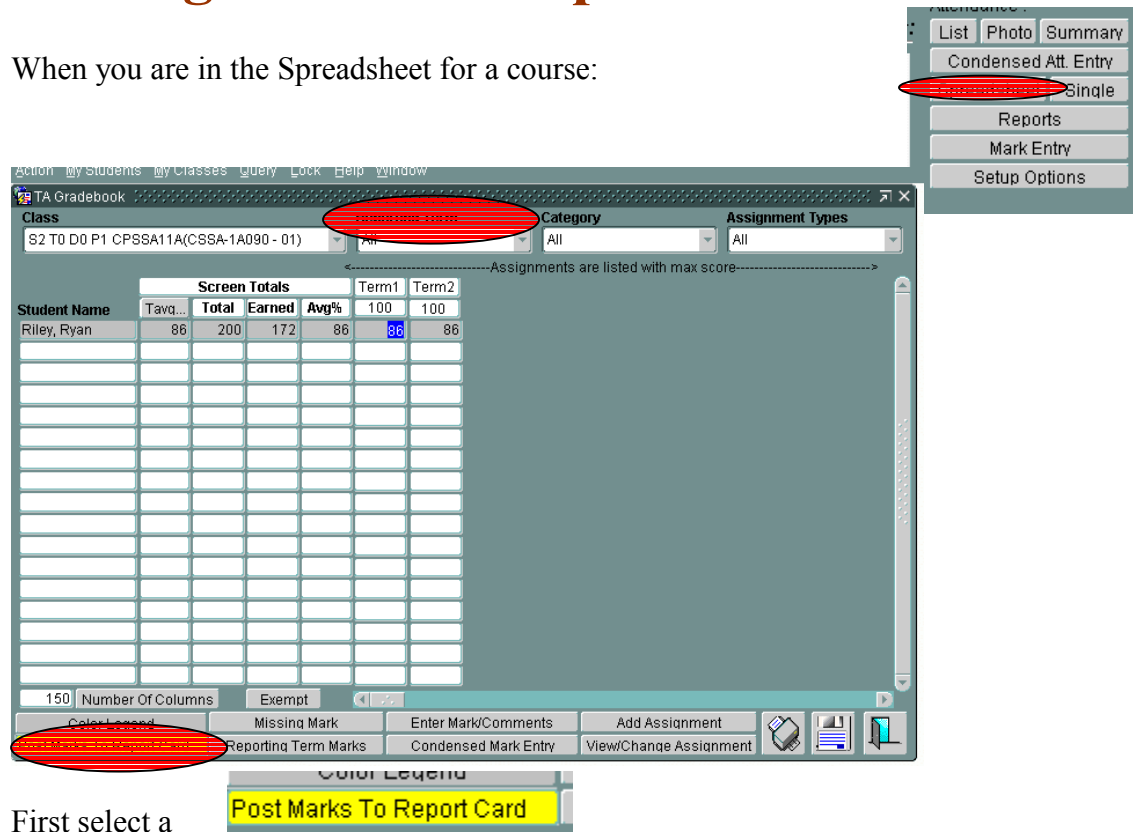 List Photo Summary
When you are in the Spreadsheet for a course:
Condensed Att. Entry
Single
Reports
Mark Entry
Setup Options
Action My Students My Classes Query Lock Help Window
TA Gradebook
Class Category Assignment Types
S2 T0 D0 P1 CPSSA11A(CSSA-1A090 - 01) All All All
<------------------------------Assignments are listed with max score----------------------------->
Screen Totals Term1 Term2
Student Name Tavg... Total Earned Avg% 100 100
Riley, Ryan 86 200 172 86 86 86
150 Number Of Columns Exempt
Color Legend Missing Mark Enter Mark/Comments Add Assignment
Reporting Term Marks Condensed Mark Entry View/Change Assignment
Color Legend
Post Marks To Report Card
First select a